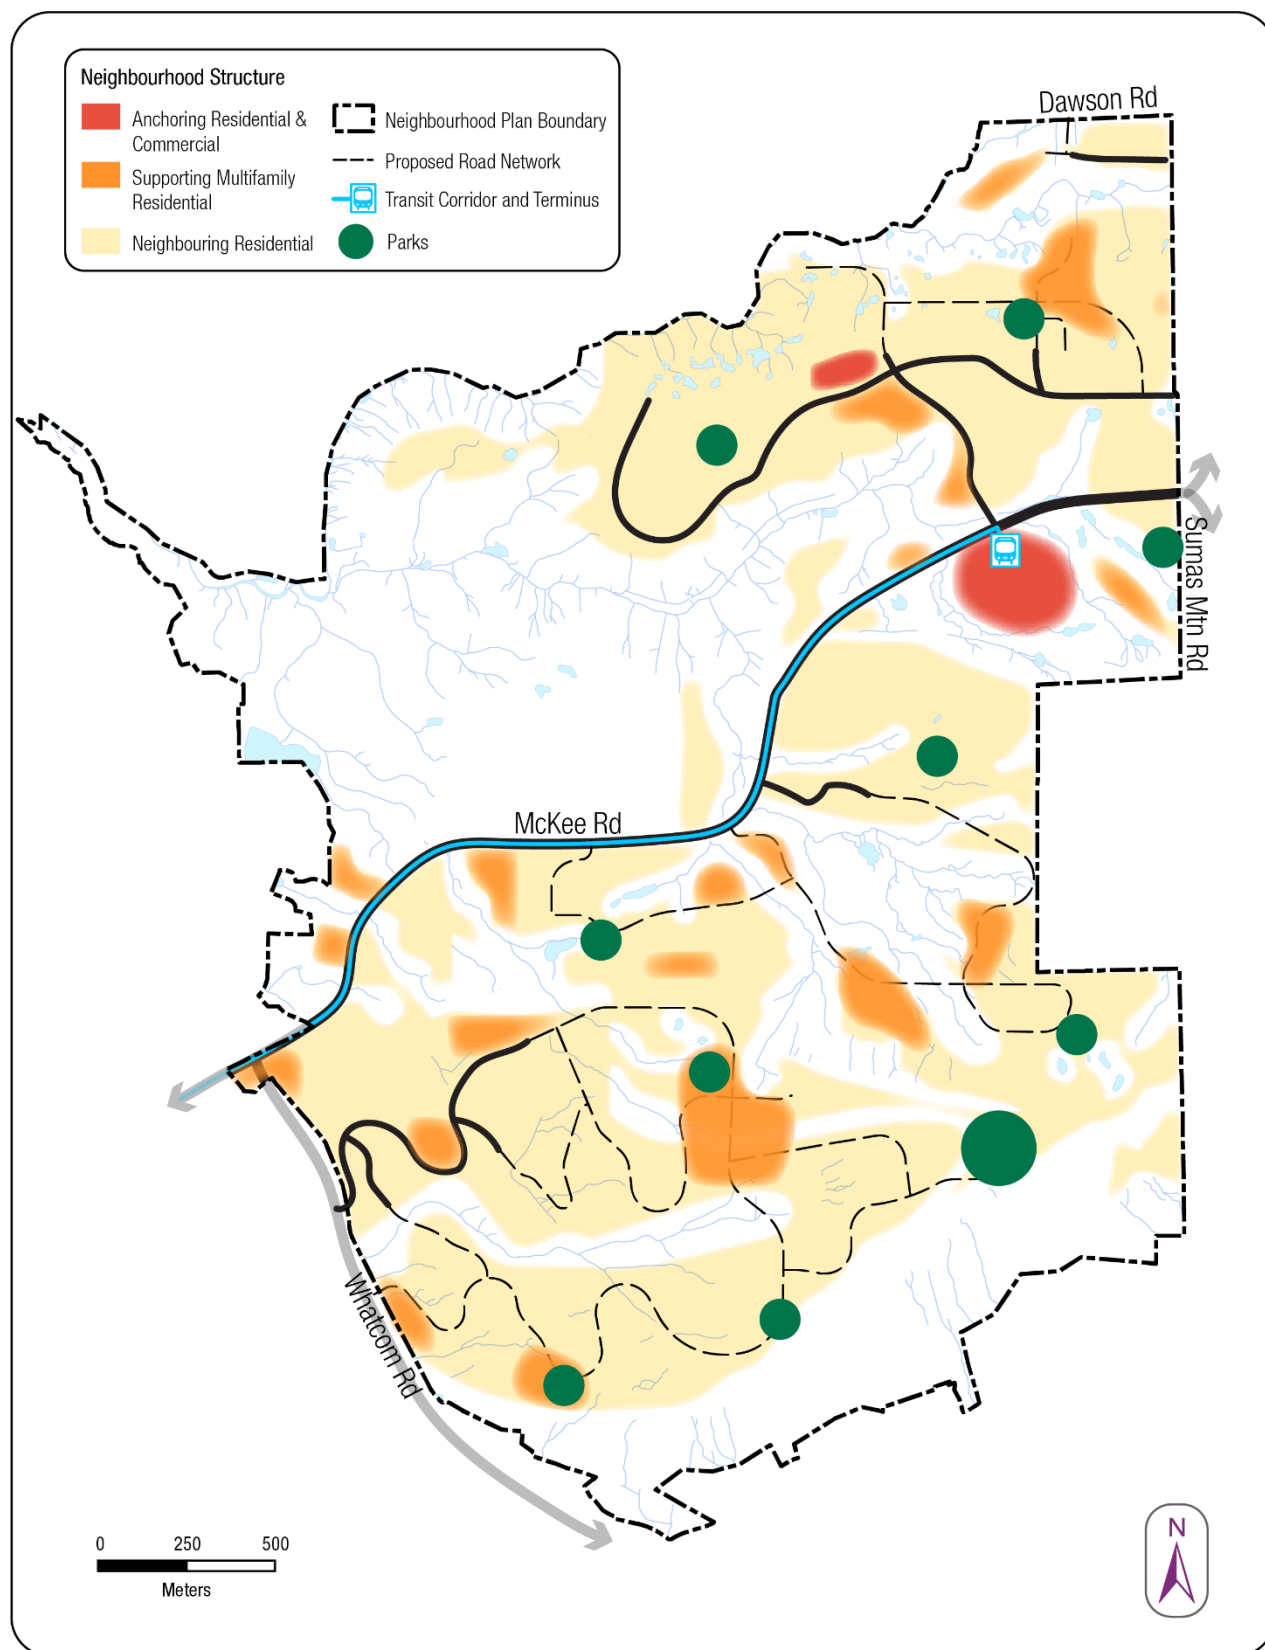 Neighbourhood Structure
Anchoring Residential &
Commercial
Supporting Multifamily
Residential
Neighbouring Residential
Neighbourhood Plan Boundary
Proposed Road Network
Transit Corridor and Terminus
Parks
Dawson Rd
Sumas Mtn Rd
McKee Rd
Whatcom Rd
0 250 500
Meters
N